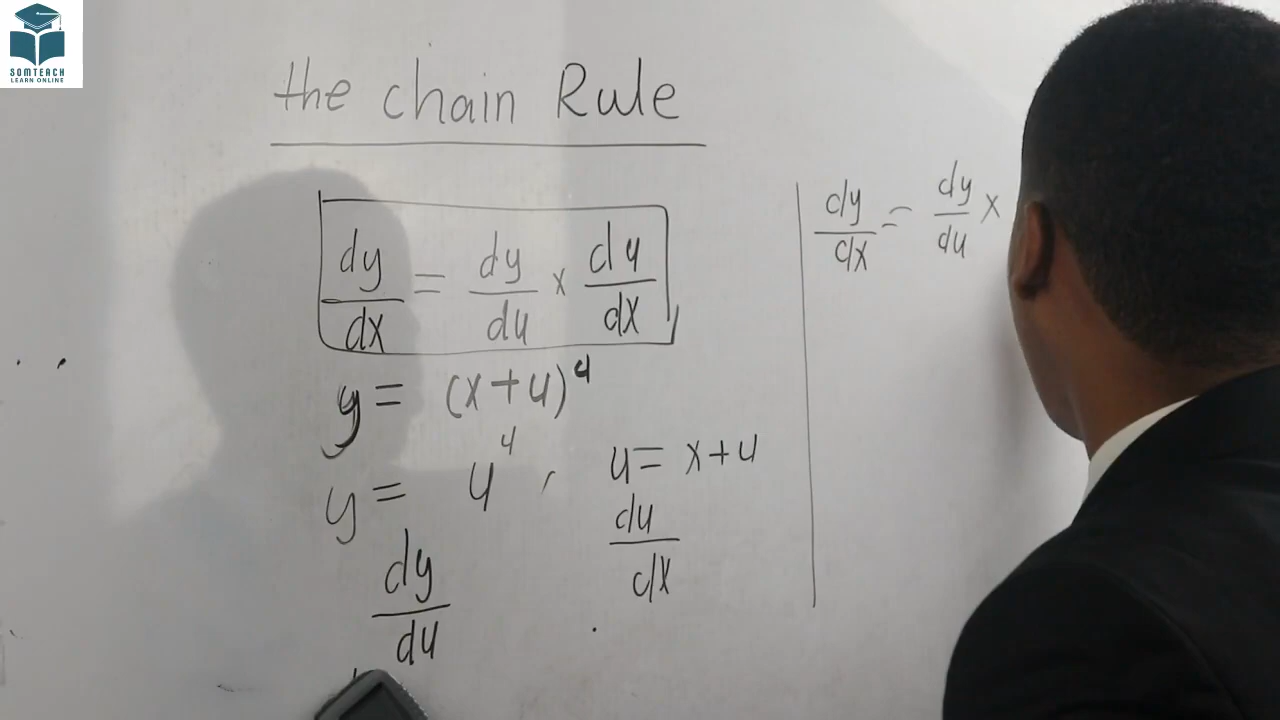 SOMTEACH
LEARN ONLINE
the chain Rule
dy/dx = dy/du × du/dx
y = (x+4)^4
y = u^4 , u = x+4
dy/du du/dx
dy/dx = dy/du ×